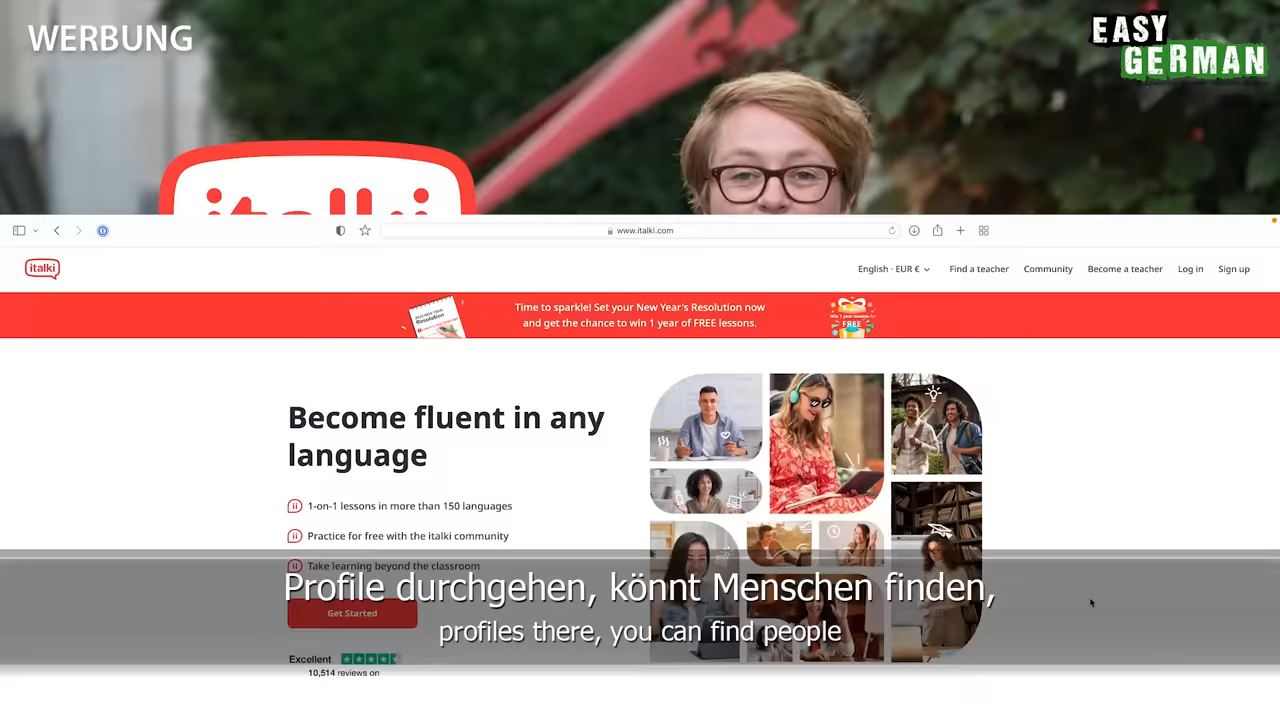 WERBUNG
EASY
GERMAN
italki
www.italki.com
italki
English · EUR €
Find a teacher
Community
Become a teacher
Log in
Sign up
Resolution
Time to sparkle! Set your New Year's Resolution now
and get the chance to win 1 year of FREE lessons.
FREE
Become fluent in any
language
1-on-1 lessons in more than 150 languages
Practice for free with the italki community
Take learning beyond the classroom
Profile durchgehen, könnt Menschen finden,
Get Started
profiles there, you can find people
Excellent
10,514 reviews on